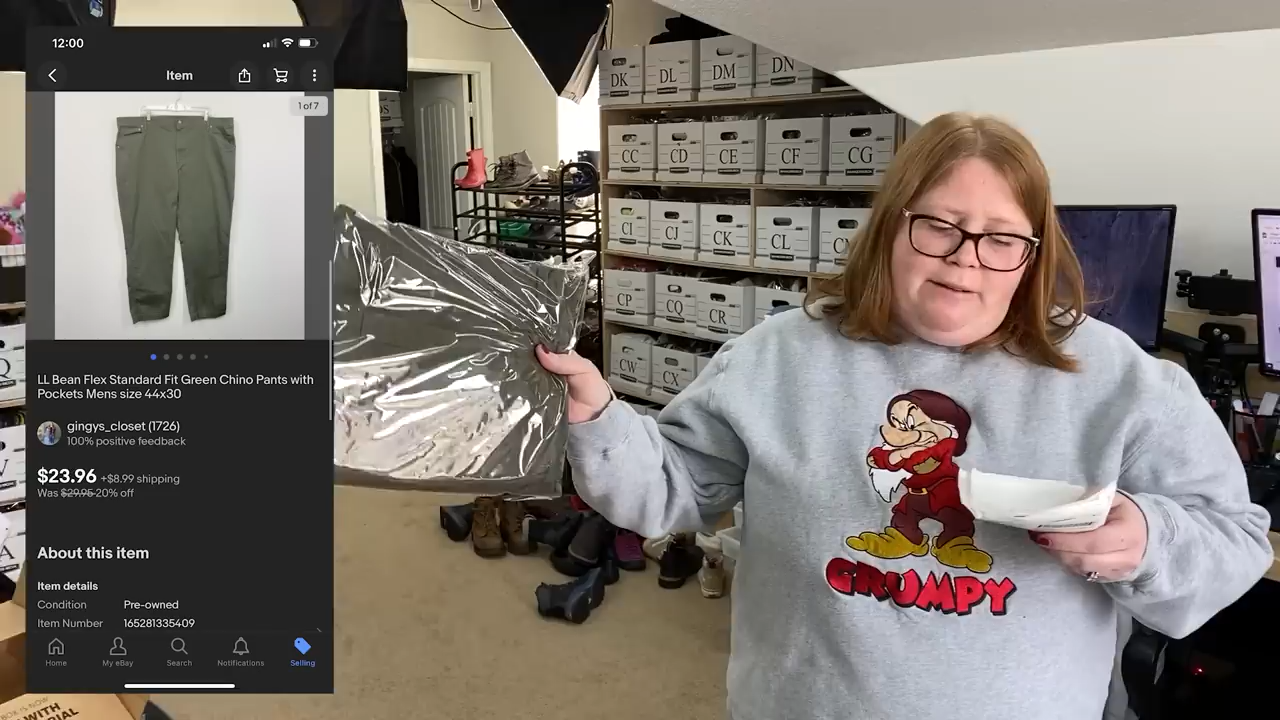 12:00
Item
1 of 7
LL Bean Flex Standard Fit Green Chino Pants with
Pockets Mens size 44x30
gingys_closet (1726)
100% positive feedback
$23.96 +$8.99 shipping
Was $29.95 20% off
About this item
Item details
Condition Pre-owned
Item Number 165281335409
Home My eBay Search Notifications Selling
DK DL DM DN
CC CD CE CF CG
CI CJ CK CL
CP CQ CR
CW CX
GRUMPY
WITH